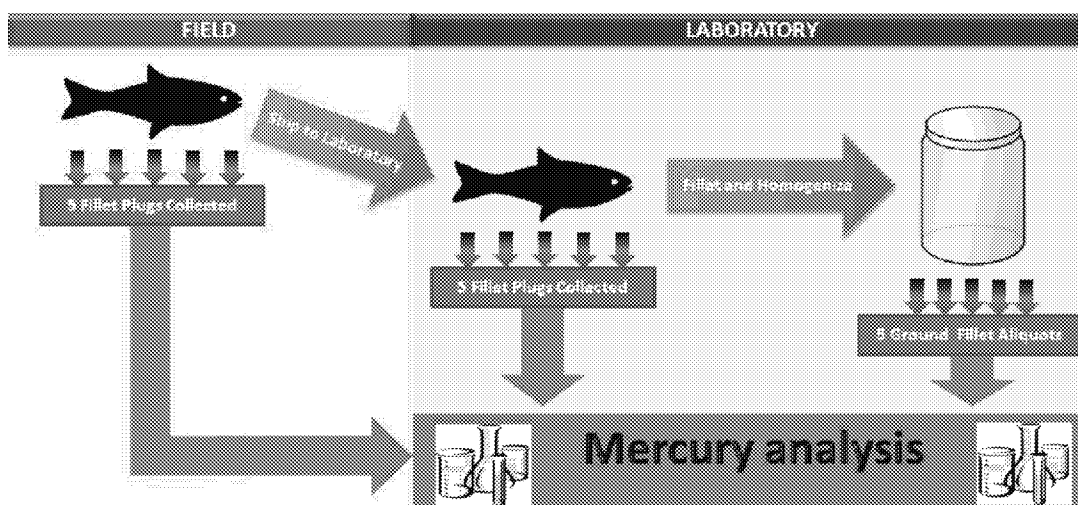 FIELD
LABORATORY
Ship to Laboratory
5 Fillet Plugs Collected
Fillet and Homogenize
5 Fillet Plugs Collected
5 Ground Fillet Aliquots
Mercury analysis